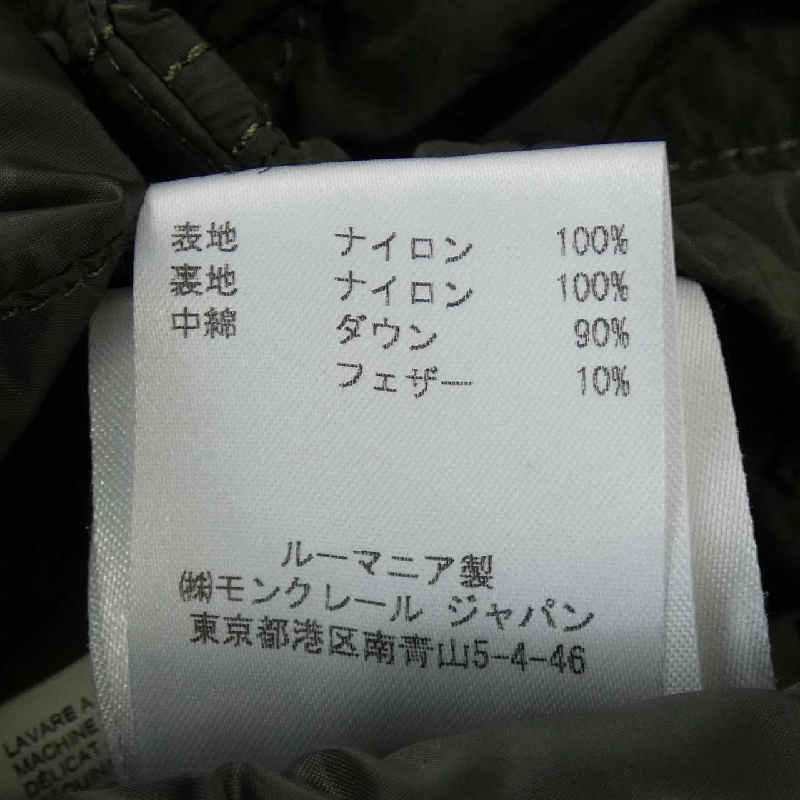 表地 ナイロン 100%
裏地 ナイロン 100%
中綿 ダウン 90%
フェザー 10%
ルーマニア製
㈱モンクレール ジャパン
東京都港区南青山5-4-46
LAVARE A
MACHINE
DÉLICAT